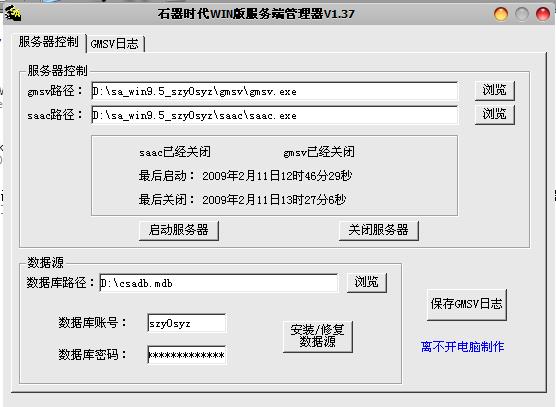 石器时代WIN版服务端管理器V1.37
服务器控制 GMSV日志
服务器控制
gmsv路径： D:\sa_win9.5_szy0syz\gmsv\gmsv.exe 浏览
saac路径： D:\sa_win9.5_szy0syz\saac\saac.exe 浏览
saac已经关闭 gmsv已经关闭
最后启动： 2009年2月11日12时46分29秒
最后关闭： 2009年2月11日13时27分6秒
启动服务器 关闭服务器
数据源
数据库路径： D:\csadb.mdb 浏览
保存GMSV日志
数据库账号： szy0syz
安装/修复
数据源
离不开电脑制作
数据库密码： *************